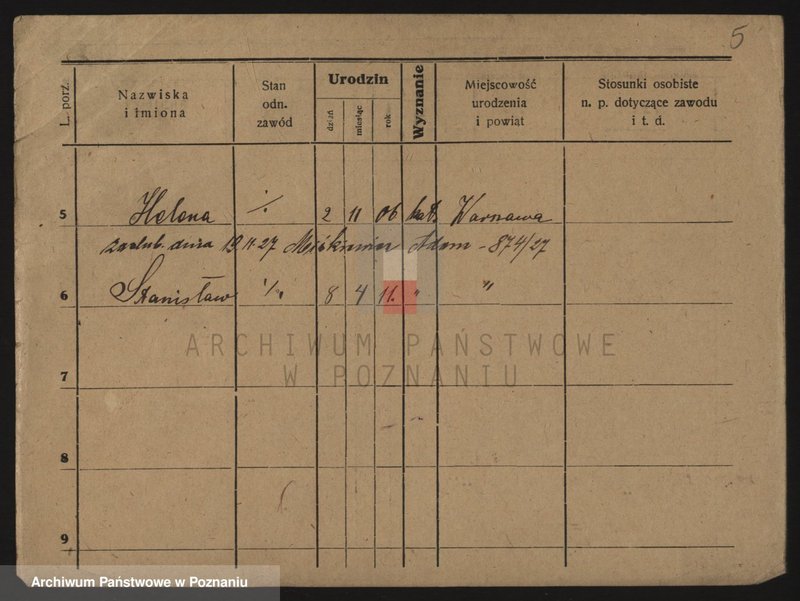 5
L. porz.
Nazwiska
i Imiona
Stan
odn.
zawód
Urodzin
dzień
miesiąc
rok
Wyznanie
Miejscowość
urodzenia
i powiat
Stosunki osobiste
n. p. dotyczące zawodu
i t. d.
5 Helena ·/. 2 11 06 kat. Warszawa
zaślub. dnia 19.11.27 Adam - 874/27
6 Stanisław ·/. 8 4 11. " "
ARCHIWUM PAŃSTWOWE
W POZNANIU
7
8
9
Archiwum Państwowe w Poznaniu